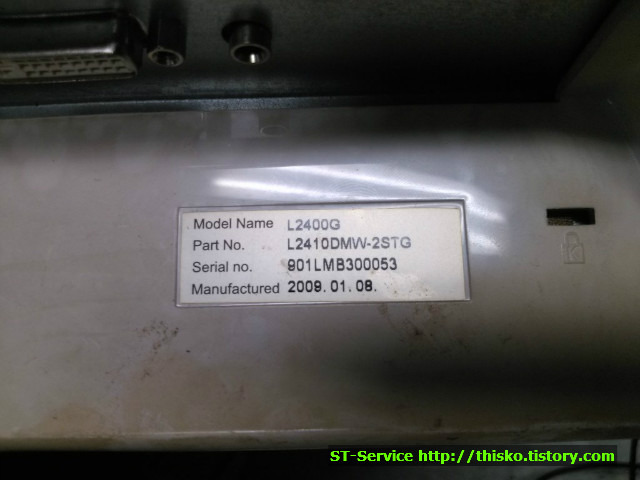 Model Name L2400G
Part No. L2410DMW-2STG
Serial no. 901LMB300053
Manufactured 2009. 01. 08.
ST-Service http://thisko.tistory.com